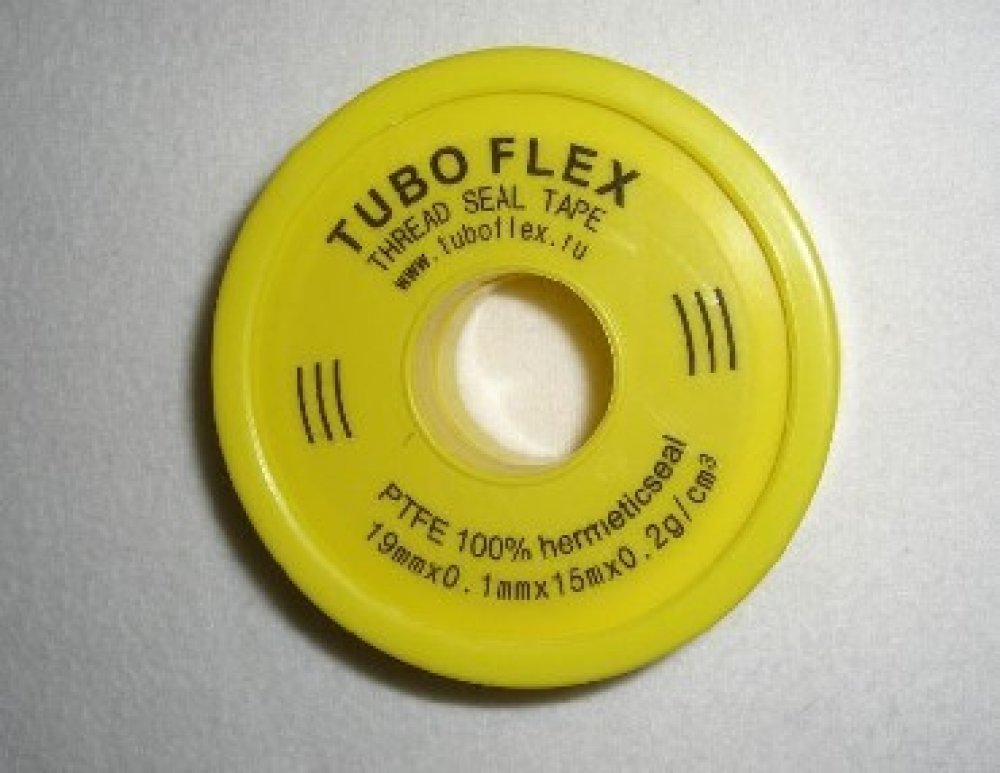 TUBO FLEX
THREAD SEAL TAPE
www.tuboflex.ru
PTFE 100% hermeticseal
19mmx0.1mmx15mx0.2g/cm³